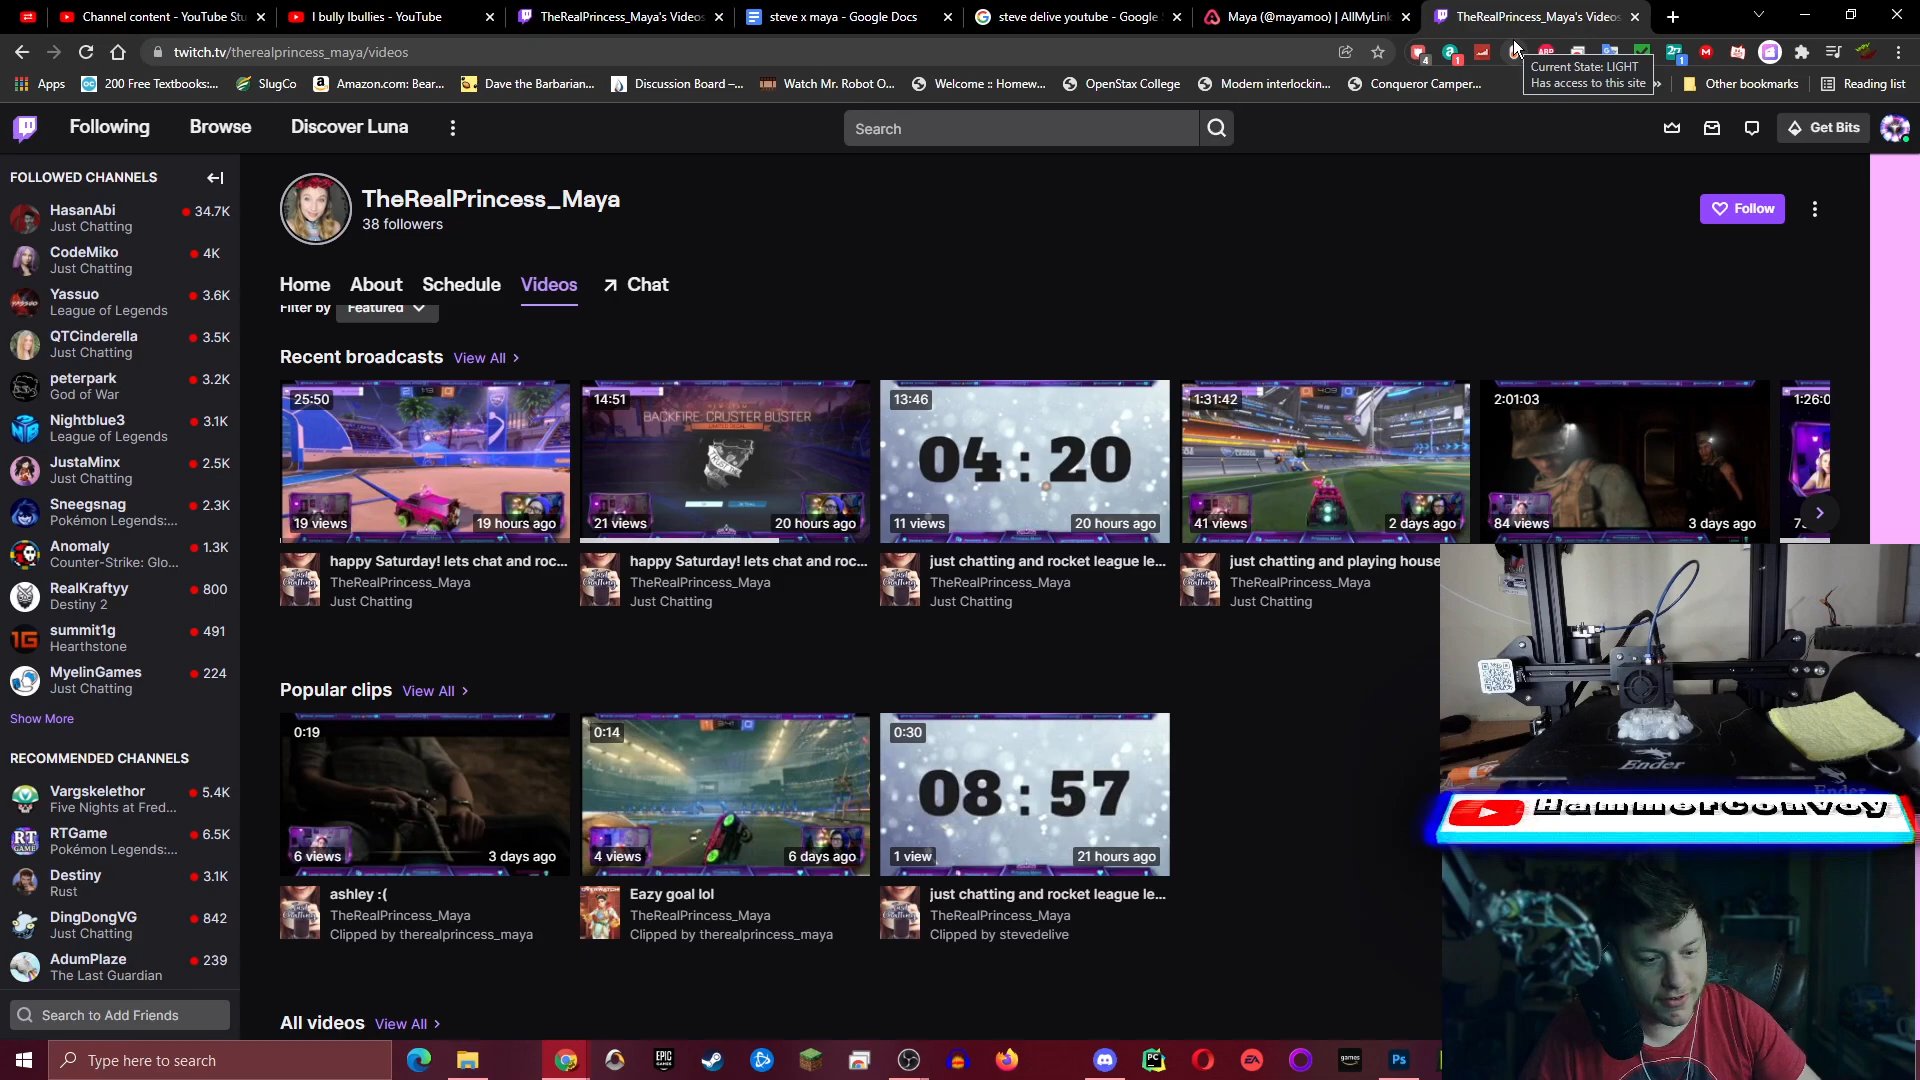 Channel content - YouTube Stu
I bully Ibullies - YouTube
TheRealPrincess_Maya's Videos
steve x maya - Google Docs
steve delive youtube - Google S
Maya (@mayamoo) | AllMyLink
TheRealPrincess_Maya's Videos
twitch.tv/therealprincess_maya/videos
Current State: LIGHT
Has access to this site
Apps
200 Free Textbooks:...
SlugCo
Amazon.com: Bear...
Dave the Barbarian...
Discussion Board –...
Watch Mr. Robot O...
Welcome :: Homew...
OpenStax College
Modern interlockin...
Conqueror Camper...
Other bookmarks
Reading list
Following
Browse
Discover Luna
Search
Get Bits
FOLLOWED CHANNELS
HasanAbi 34.7K
Just Chatting
CodeMiko 4K
Just Chatting
Yassuo 3.6K
League of Legends
QTCinderella 3.5K
Just Chatting
peterpark 3.2K
God of War
Nightblue3 3.1K
League of Legends
JustaMinx 2.5K
Just Chatting
Sneegsnag 2.3K
Pokémon Legends:...
Anomaly 1.3K
Counter-Strike: Glo...
RealKraftyy 800
Destiny 2
summit1g 491
Hearthstone
MyelinGames 224
Just Chatting
Show More
RECOMMENDED CHANNELS
Vargskelethor 5.4K
Five Nights at Fred...
RTGame 6.5K
Pokémon Legends:...
Destiny 3.1K
Rust
DingDongVG 842
Just Chatting
AdumPlaze 239
The Last Guardian
Search to Add Friends
TheRealPrincess_Maya
38 followers
Follow
Home
About
Schedule
Videos
Chat
Filter by
Featured
Recent broadcasts View All
25:50
19 views
19 hours ago
happy Saturday! lets chat and roc...
TheRealPrincess_Maya
Just Chatting
14:51
BACKFIRE: CRUSTER BUSTER
21 views
20 hours ago
happy Saturday! lets chat and roc...
TheRealPrincess_Maya
Just Chatting
13:46
04:20
11 views
20 hours ago
just chatting and rocket league le...
TheRealPrincess_Maya
Just Chatting
1:31:42
41 views
2 days ago
just chatting and playing house
TheRealPrincess_Maya
Just Chatting
2:01:03
84 views
3 days ago
1:26:0
Popular clips View All
0:19
6 views
3 days ago
ashley :(
TheRealPrincess_Maya
Clipped by therealprincess_maya
0:14
4 views
6 days ago
Eazy goal lol
TheRealPrincess_Maya
Clipped by therealprincess_maya
0:30
08:57
1 view
21 hours ago
just chatting and rocket league le...
TheRealPrincess_Maya
Clipped by stevedelive
All videos View All
Ender
HammerConvoy
Type here to search